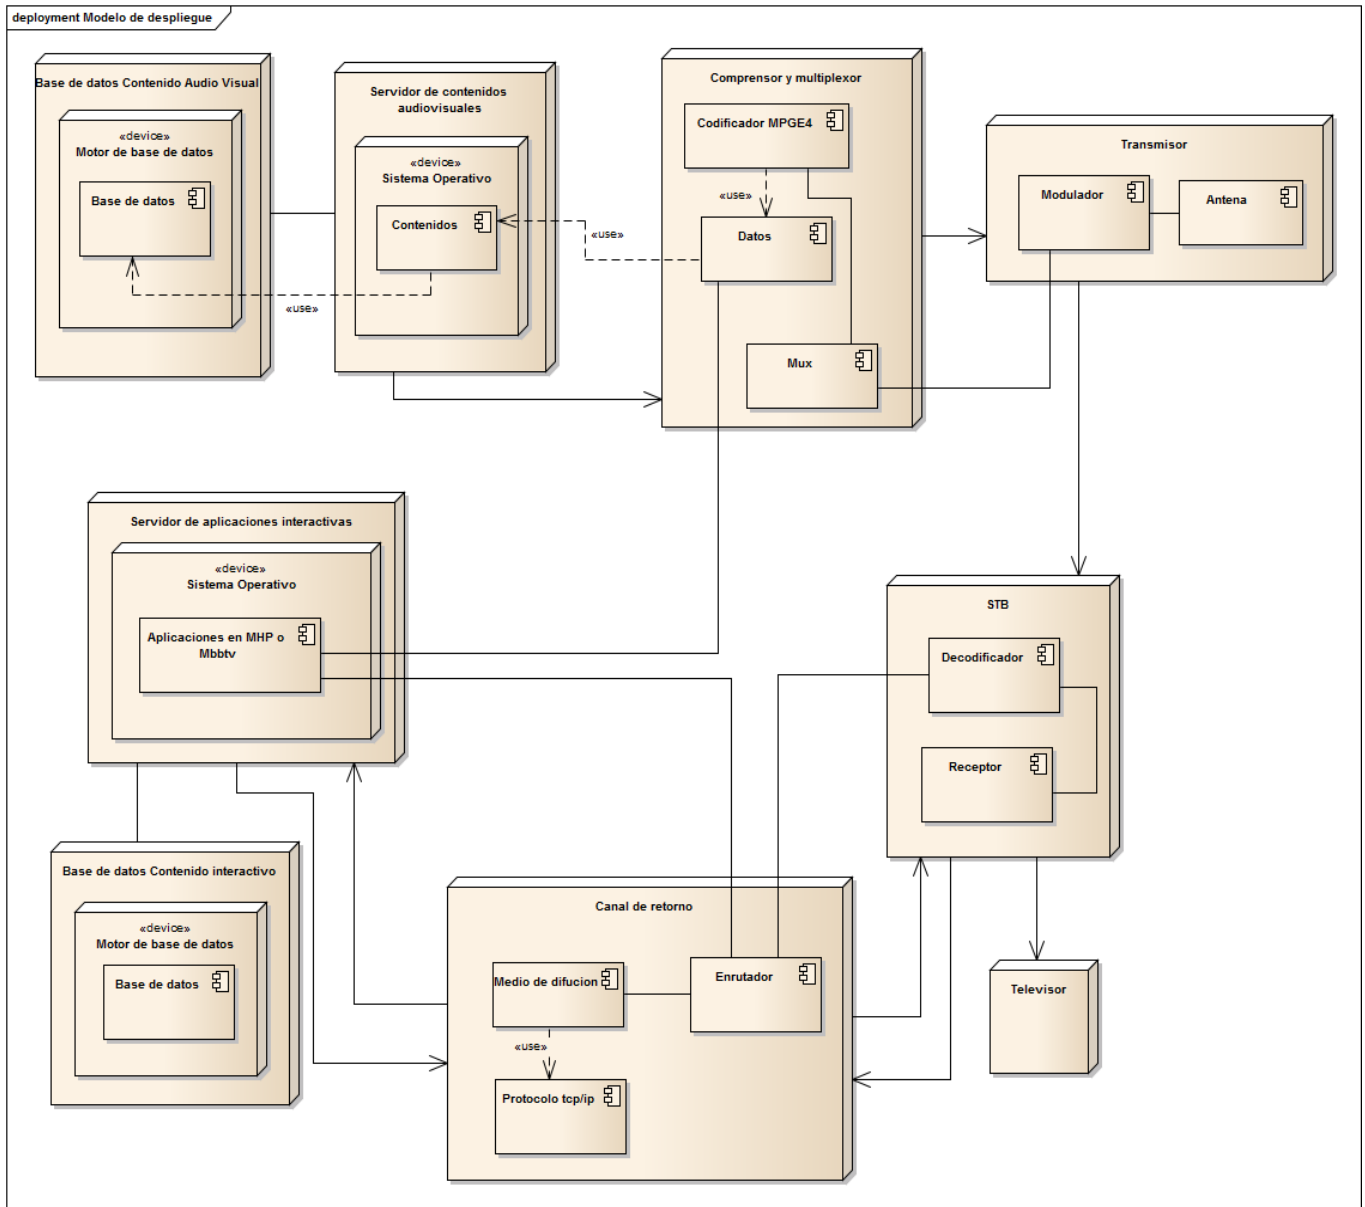 deployment Modelo de despliegue
Base de datos Contenido Audio Visual
«device»
Motor de base de datos
Base de datos
Servidor de contenidos
audiovisuales
«device»
Sistema Operativo
Contenidos
«use»
«use»
Comprensor y multiplexor
Codificador MPGE4
«use»
Datos
Mux
Transmisor
Modulador
Antena
Servidor de aplicaciones interactivas
«device»
Sistema Operativo
Aplicaciones en MHP o
Mbbtv
STB
Decodificador
Receptor
Base de datos Contenido interactivo
«device»
Motor de base de datos
Base de datos
Canal de retorno
Medio de difucion
Enrutador
«use»
Protocolo tcp/ip
Televisor